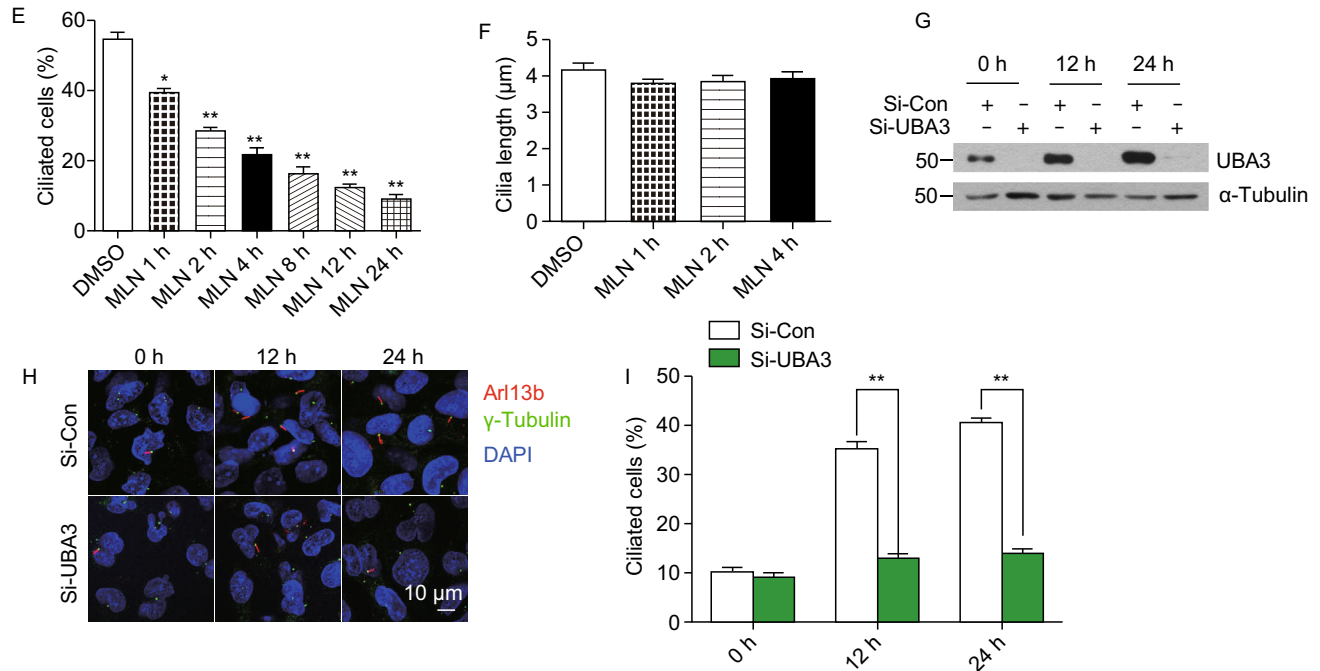 E
Ciliated cells (%)
60
40
20
0
* ** ** ** ** **
DMSO
MLN 1 h
MLN 2 h
MLN 4 h
MLN 8 h
MLN 12 h
MLN 24 h
F
Cilia length (μm)
5
4
3
2
1
0
DMSO
MLN 1 h
MLN 2 h
MLN 4 h
G
0 h 12 h 24 h
Si-Con + − + − + −
Si-UBA3 − + − + − +
50 UBA3
50 α-Tubulin
H
0 h 12 h 24 h
Si-Con
Si-UBA3
Arl13b
γ-Tubulin
DAPI
10 μm
Si-Con
Si-UBA3
I
Ciliated cells (%)
50
40
30
20
10
0
** **
0 h
12 h
24 h